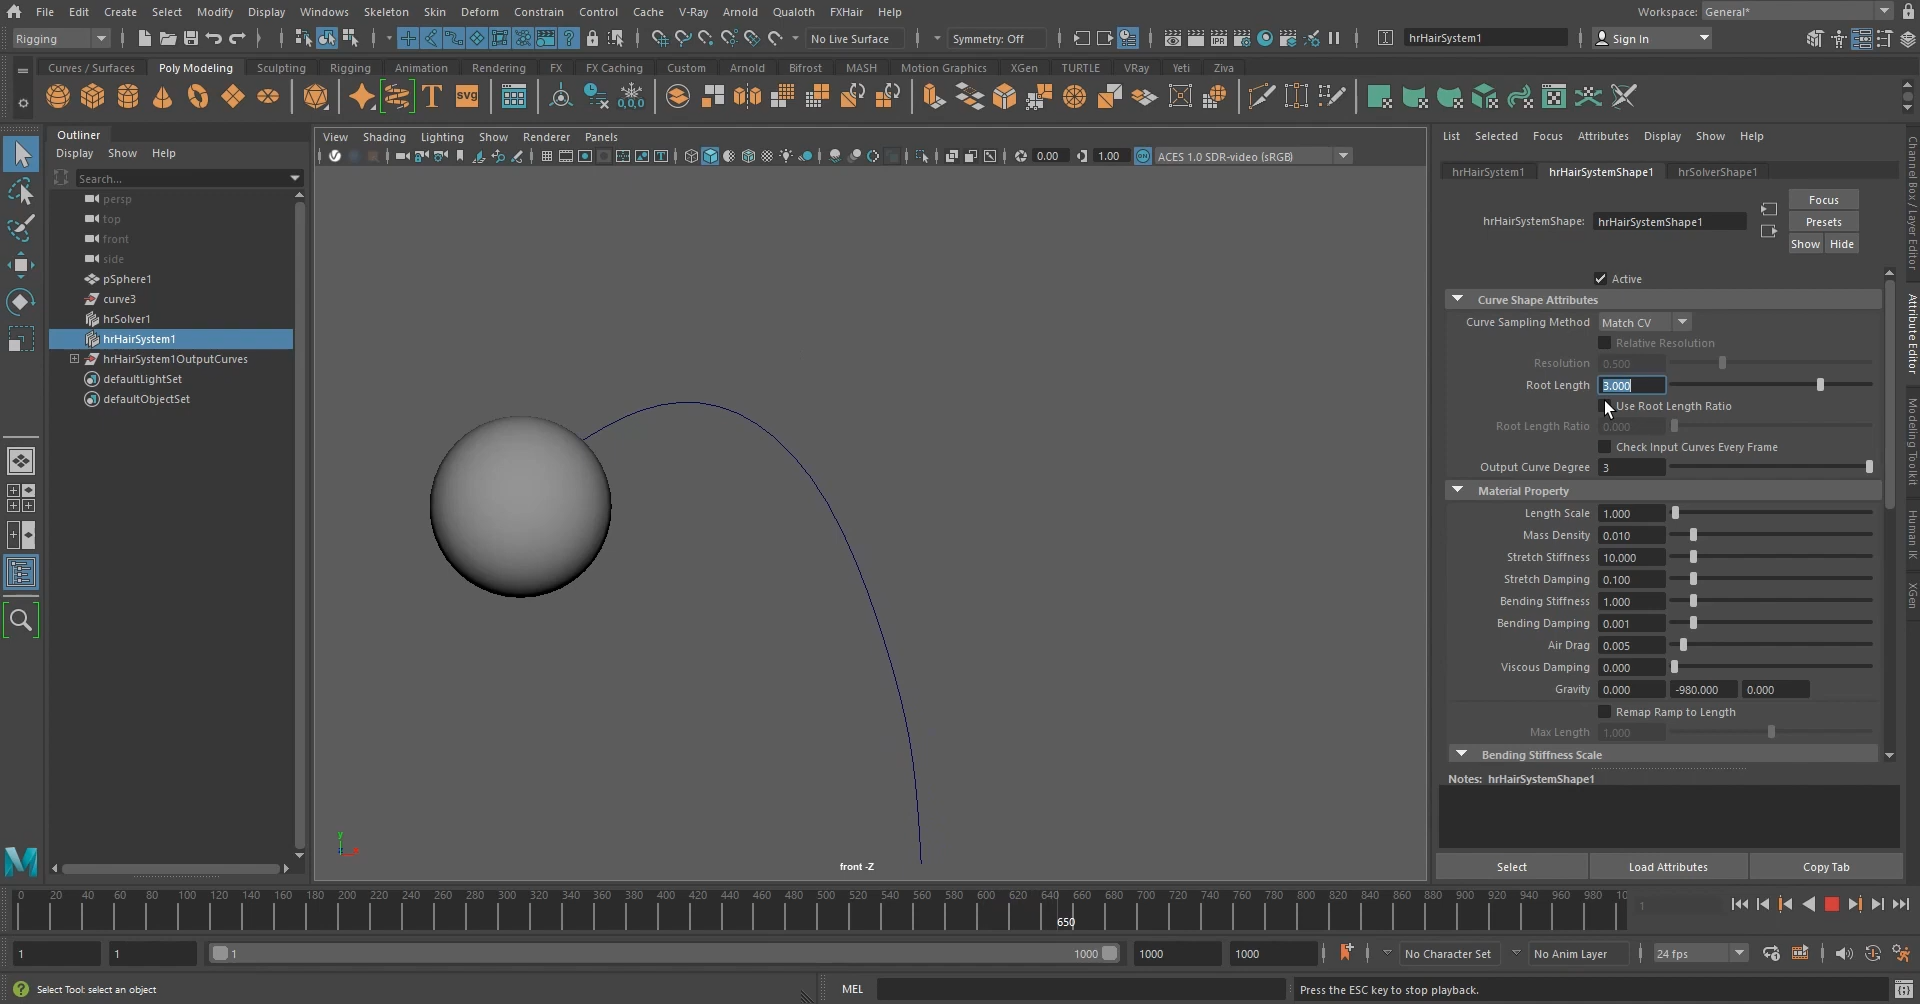 File Edit Create Select Modify Display Windows Skeleton Skin Deform Constrain Control Cache V-Ray Arnold Qualoth FXHair Help Workspace: General*
Rigging No Live Surface Symmetry: Off IPR hrHairSystem1 Sign In
Curves / Surfaces Poly Modeling Sculpting Rigging Animation Rendering FX FX Caching Custom Arnold Bifrost MASH Motion Graphics XGen TURTLE VRay Yeti Ziva
T SVG 0,0,0
Outliner
Display Show Help
Search...
persp
top
front
side
pSphere1
curve3
hrSolver1
hrHairSystem1
hrHairSystem1OutputCurves
defaultLightSet
defaultObjectSet
View Shading Lighting Show Renderer Panels
0.00 1.00 ON ACES 1.0 SDR-video (sRGB)
y
front -Z
List Selected Focus Attributes Display Show Help
hrHairSystem1 hrHairSystemShape1 hrSolverShape1
hrHairSystemShape: hrHairSystemShape1
Focus
Presets
Show Hide
Active
Curve Shape Attributes
Curve Sampling Method Match CV
Relative Resolution
Resolution 0.500
Root Length 3.000
Use Root Length Ratio
Root Length Ratio 0.000
Check Input Curves Every Frame
Output Curve Degree 3
Material Property
Length Scale 1.000
Mass Density 0.010
Stretch Stiffness 10.000
Stretch Damping 0.100
Bending Stiffness 1.000
Bending Damping 0.001
Air Drag 0.005
Viscous Damping 0.000
Gravity 0.000 -980.000 0.000
Remap Ramp to Length
Max Length 1.000
Bending Stiffness Scale
Notes: hrHairSystemShape1
Select Load Attributes Copy Tab
Channel Box / Layer Editor
Attribute Editor
Modeling Toolkit
Human IK
XGen
0 20 40 60 80 100 120 140 160 180 200 220 240 260 280 300 320 340 360 380 400 420 440 460 480 500 520 540 560 580 600 620 640 660 680 700 720 740 760 780 800 820 840 860 880 900 920 940 960 980 10
650
1
1 1 1 1000 1000 1000 No Character Set No Anim Layer 24 fps
Select Tool: select an object MEL Press the ESC key to stop playback.